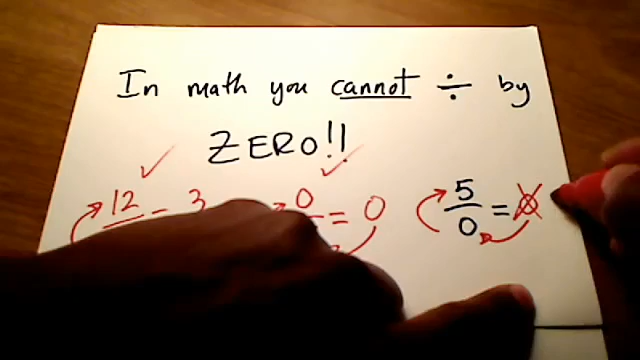 In math you cannot ÷ by
ZERO!!
12 = 3 0 = 0 5/0 = 0